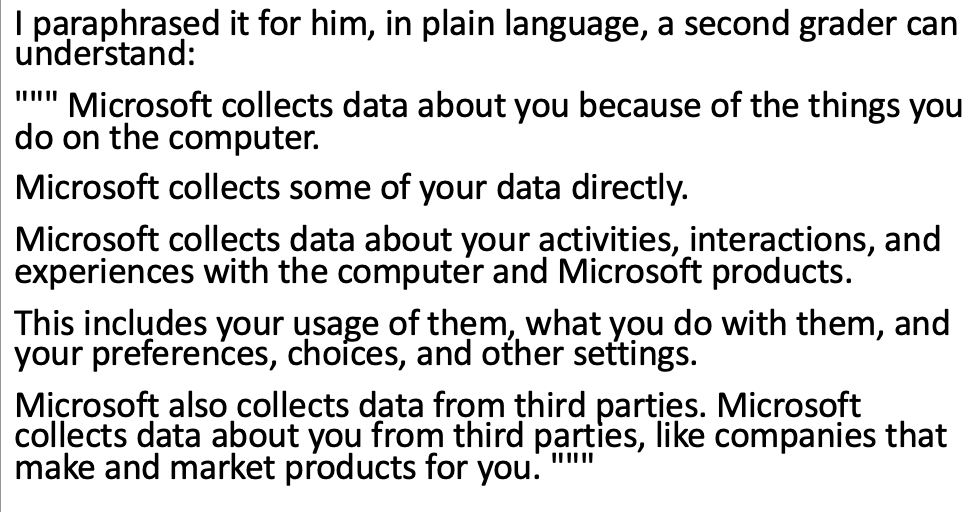 I paraphrased it for him, in plain language, a second grader can
understand:
""" Microsoft collects data about you because of the things you
do on the computer.
Microsoft collects some of your data directly.
Microsoft collects data about your activities, interactions, and
experiences with the computer and Microsoft products.
This includes your usage of them, what you do with them, and
your preferences, choices, and other settings.
Microsoft also collects data from third parties. Microsoft
collects data about you from third parties, like companies that
make and market products for you. """